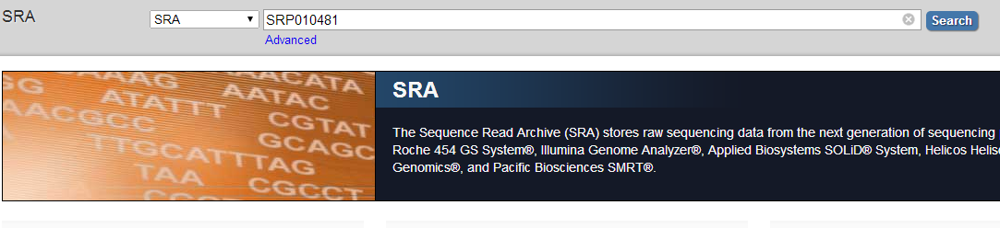 SRA
SRA SRP010481 Search
Advanced
AAAG AACATA
GG ATATTT AATAC
AACGCC CGTAT
TTGCATTTAG GCAGC
TAA CGCCT
SRA
The Sequence Read Archive (SRA) stores raw sequencing data from the next generation of sequencing
Roche 454 GS System®, Illumina Genome Analyzer®, Applied Biosystems SOLiD® System, Helicos
Genomics®, and Pacific Biosciences SMRT®.